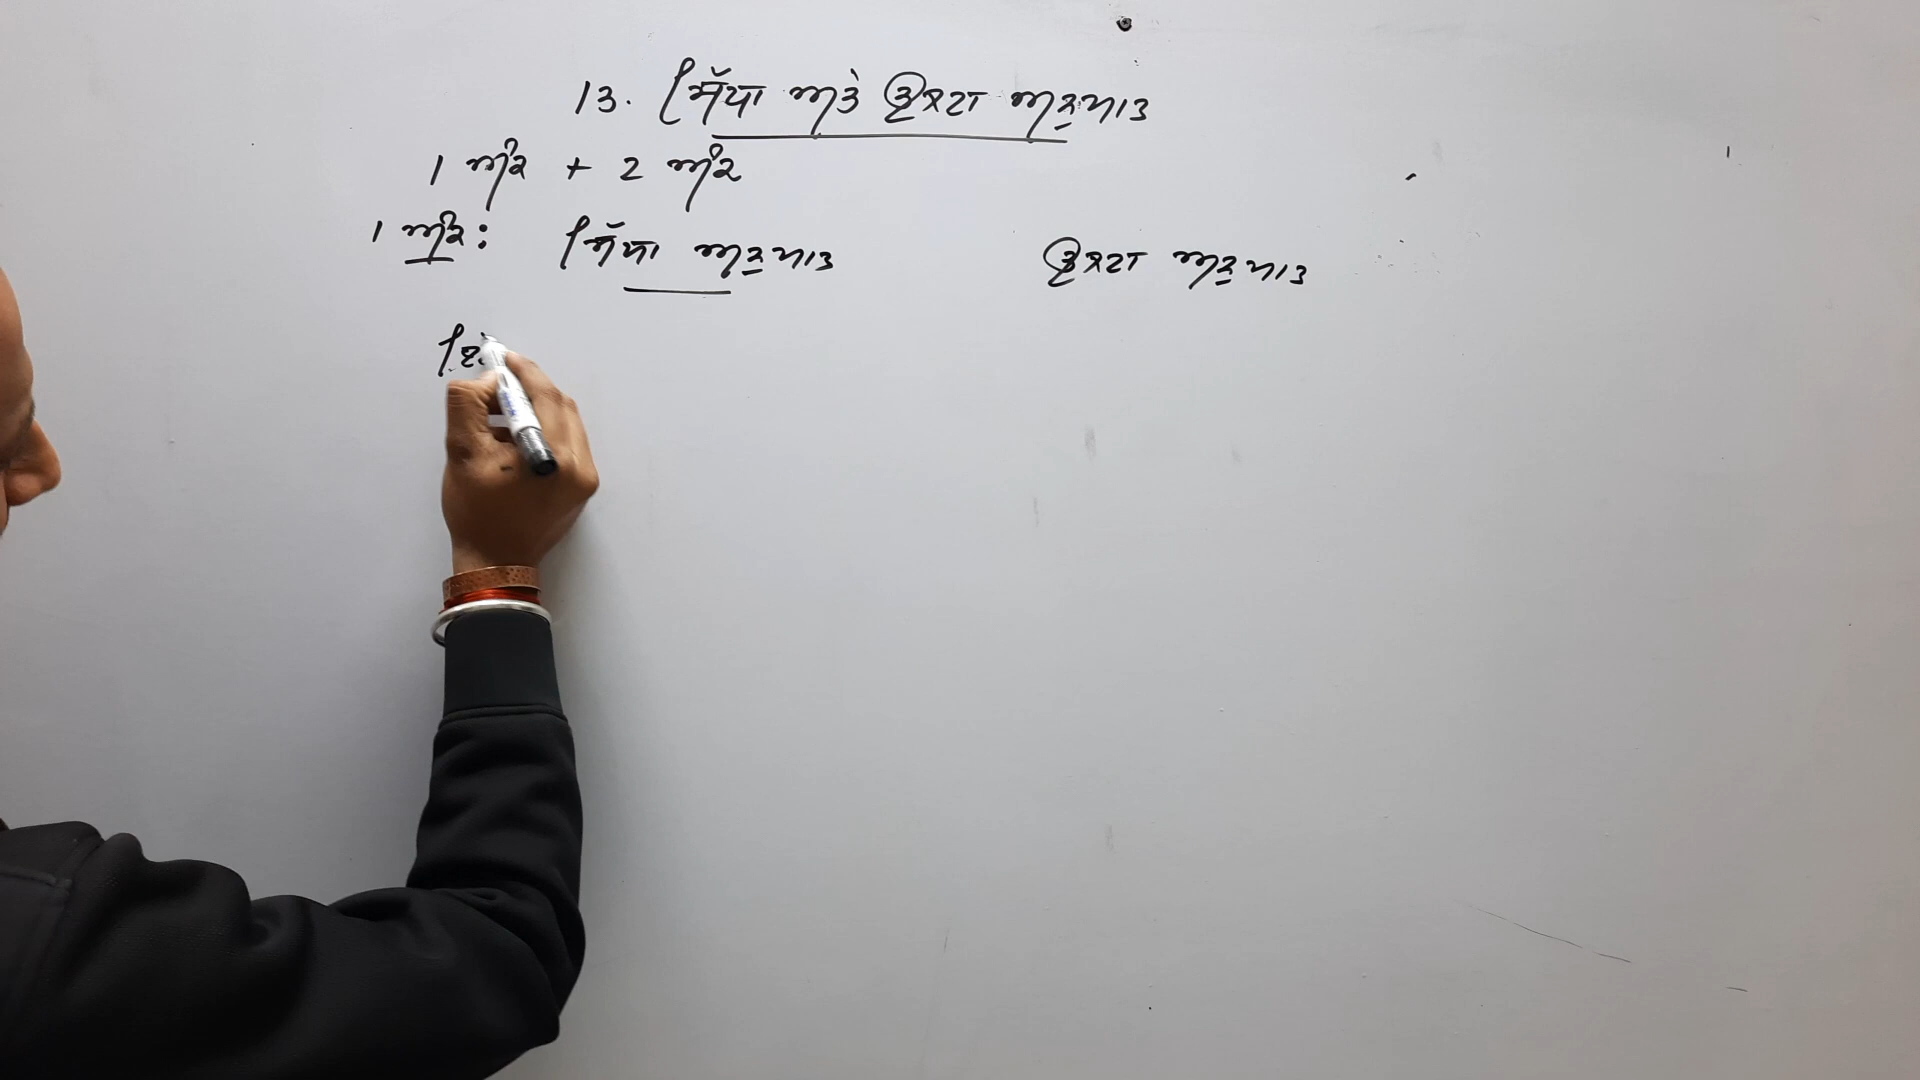 13. ਸਿੱਧਾ ਅਤੇ ਉਲਟਾ ਅਨੁਪਾਤ
1 ਅੰਕ + 2 ਅੰਕ
1 ਅੰਕ: ਸਿੱਧਾ ਅਨੁਪਾਤ ਉਲਟਾ ਅਨੁਪਾਤ